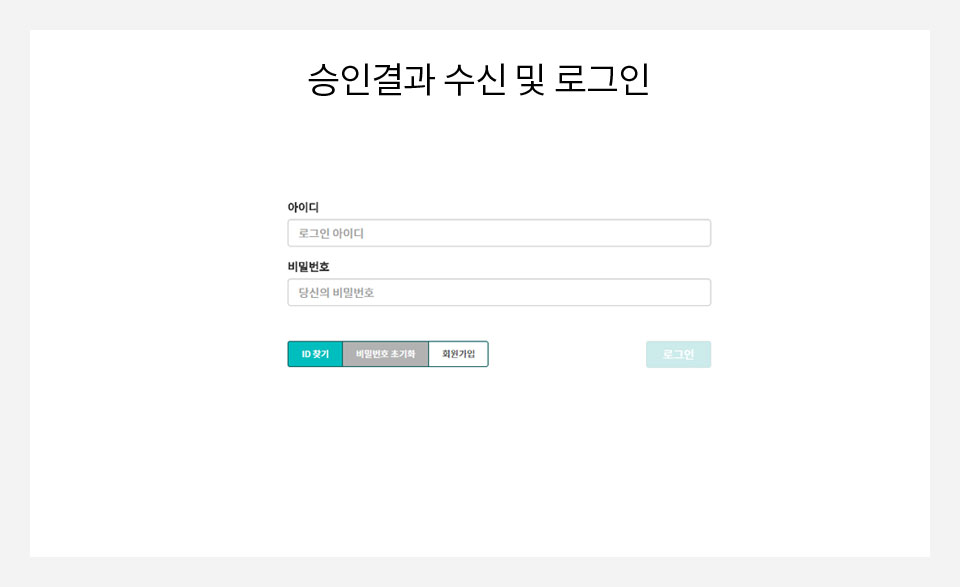 승인결과 수신 및 로그인
아이디
로그인 아이디
비밀번호
당신의 비밀번호
ID 찾기 비밀번호 초기화 회원가입 로그인